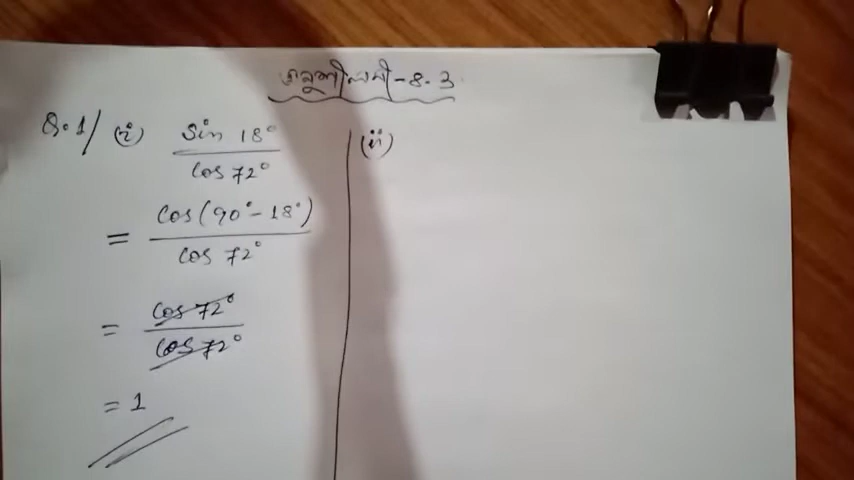 অনুশীলনী-8.3
Q.1/ (i) sin 18°
cos 72°
= cos(90°-18°)
cos 72°
= cos 72°
cos 72°
= 1
(ii)